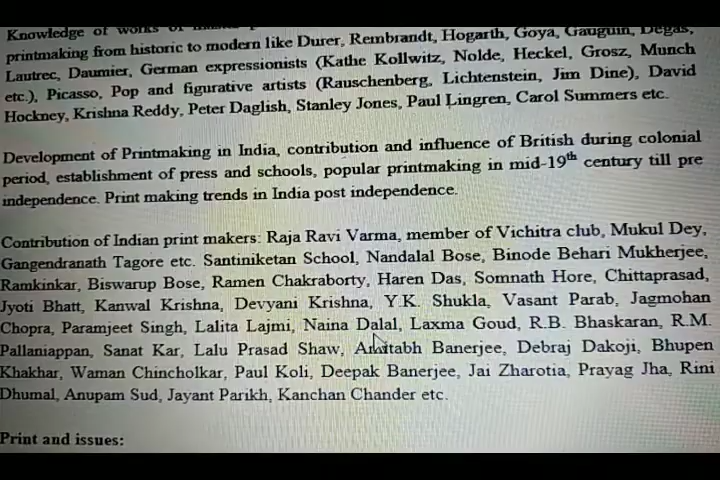 Knowledge of works of
printmaking from historic to modern like Durer, Rembrandt, Hogarth, Goya, Gauguin, Degas,
Lautrec, Daumier, German expressionists (Kathe Kollwitz, Nolde, Heckel, Grosz, Munch
etc.), Picasso, Pop and figurative artists (Rauschenberg, Lichtenstein, Jim Dine), David
Hockney, Krishna Reddy, Peter Daglish, Stanley Jones, Paul Lingren, Carol Summers etc.
Development of Printmaking in India, contribution and influence of British during colonial
period, establishment of press and schools, popular printmaking in mid-19th century till pre
independence. Print making trends in India post independence.
Contribution of Indian print makers: Raja Ravi Varma, member of Vichitra club, Mukul Dey,
Gangendranath Tagore etc. Santiniketan School, Nandalal Bose, Binode Behari Mukherjee,
Ramkinkar, Biswarup Bose, Ramen Chakraborty, Haren Das, Somnath Hore, Chittaprasad,
Jyoti Bhatt, Kanwal Krishna, Devyani Krishna, Y.K. Shukla, Vasant Parab, Jagmohan
Chopra, Paramjeet Singh, Lalita Lajmi, Naina Dalal, Laxma Goud, R.B. Bhaskaran, R.M.
Pallaniappan, Sanat Kar, Lalu Prasad Shaw, Amitabh Banerjee, Debraj Dakoji, Bhupen
Khakhar, Waman Chincholkar, Paul Koli, Deepak Banerjee, Jai Zharotia, Prayag Jha, Rini
Dhumal, Anupam Sud, Jayant Parikh, Kanchan Chander etc.
Print and issues: